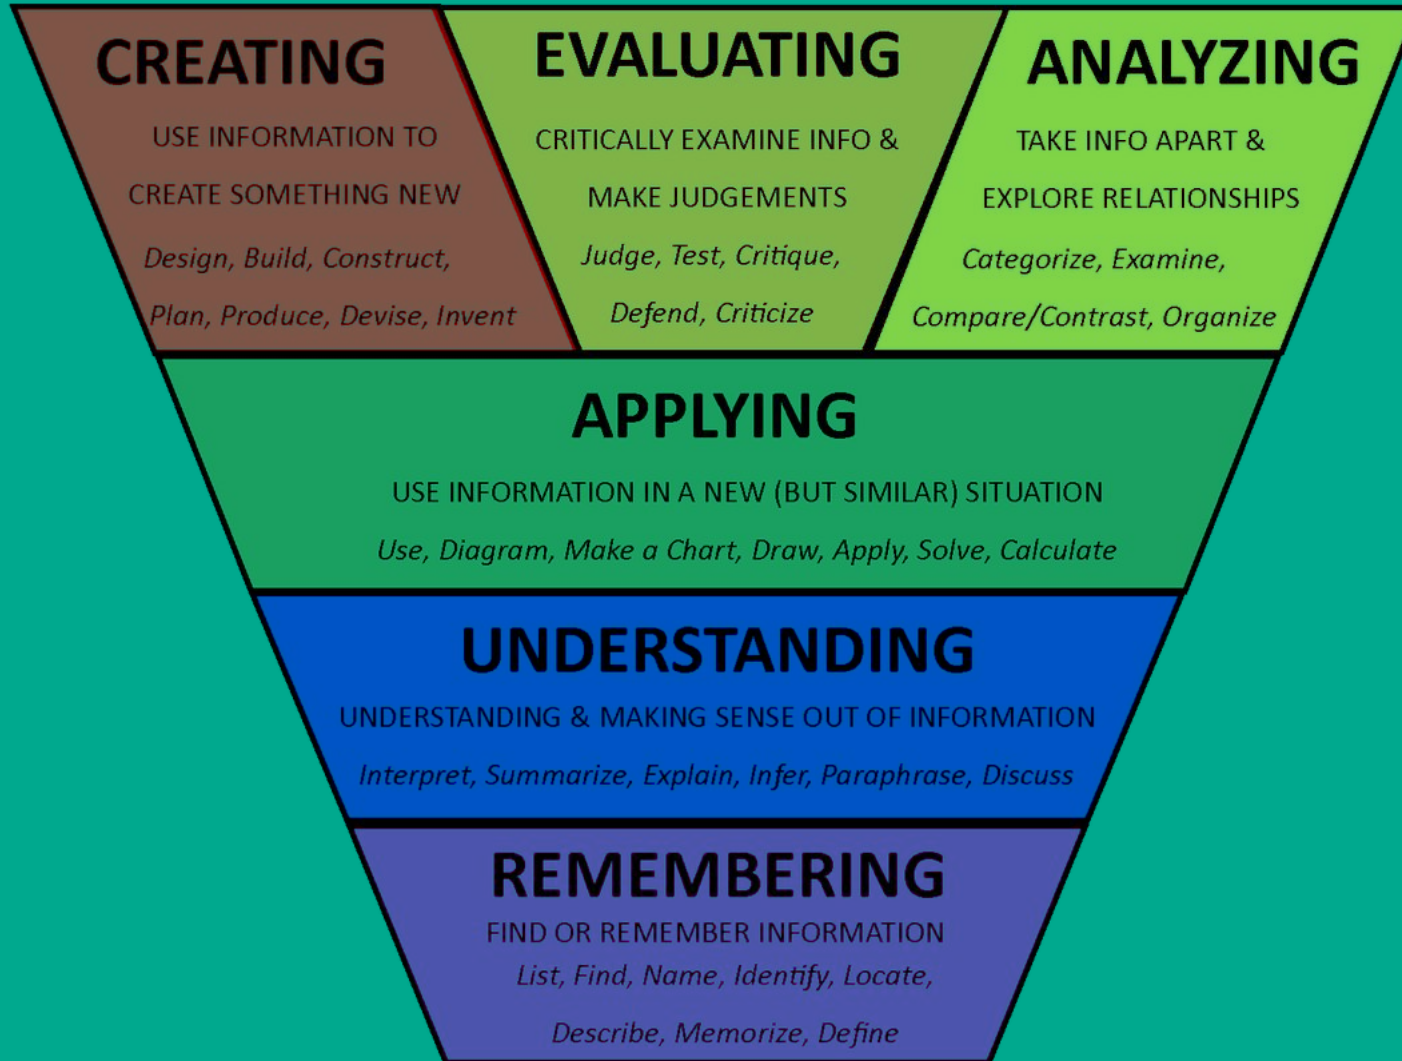 CREATING
USE INFORMATION TO
CREATE SOMETHING NEW
Design, Build, Construct,
Plan, Produce, Devise, Invent
EVALUATING
CRITICALLY EXAMINE INFO &
MAKE JUDGEMENTS
Judge, Test, Critique,
Defend, Criticize
ANALYZING
TAKE INFO APART &
EXPLORE RELATIONSHIPS
Categorize, Examine,
Compare/Contrast, Organize
APPLYING
USE INFORMATION IN A NEW (BUT SIMILAR) SITUATION
Use, Diagram, Make a Chart, Draw, Apply, Solve, Calculate
UNDERSTANDING
UNDERSTANDING & MAKING SENSE OUT OF INFORMATION
Interpret, Summarize, Explain, Infer, Paraphrase, Discuss
REMEMBERING
FIND OR REMEMBER INFORMATION
List, Find, Name, Identify, Locate,
Describe, Memorize, Define